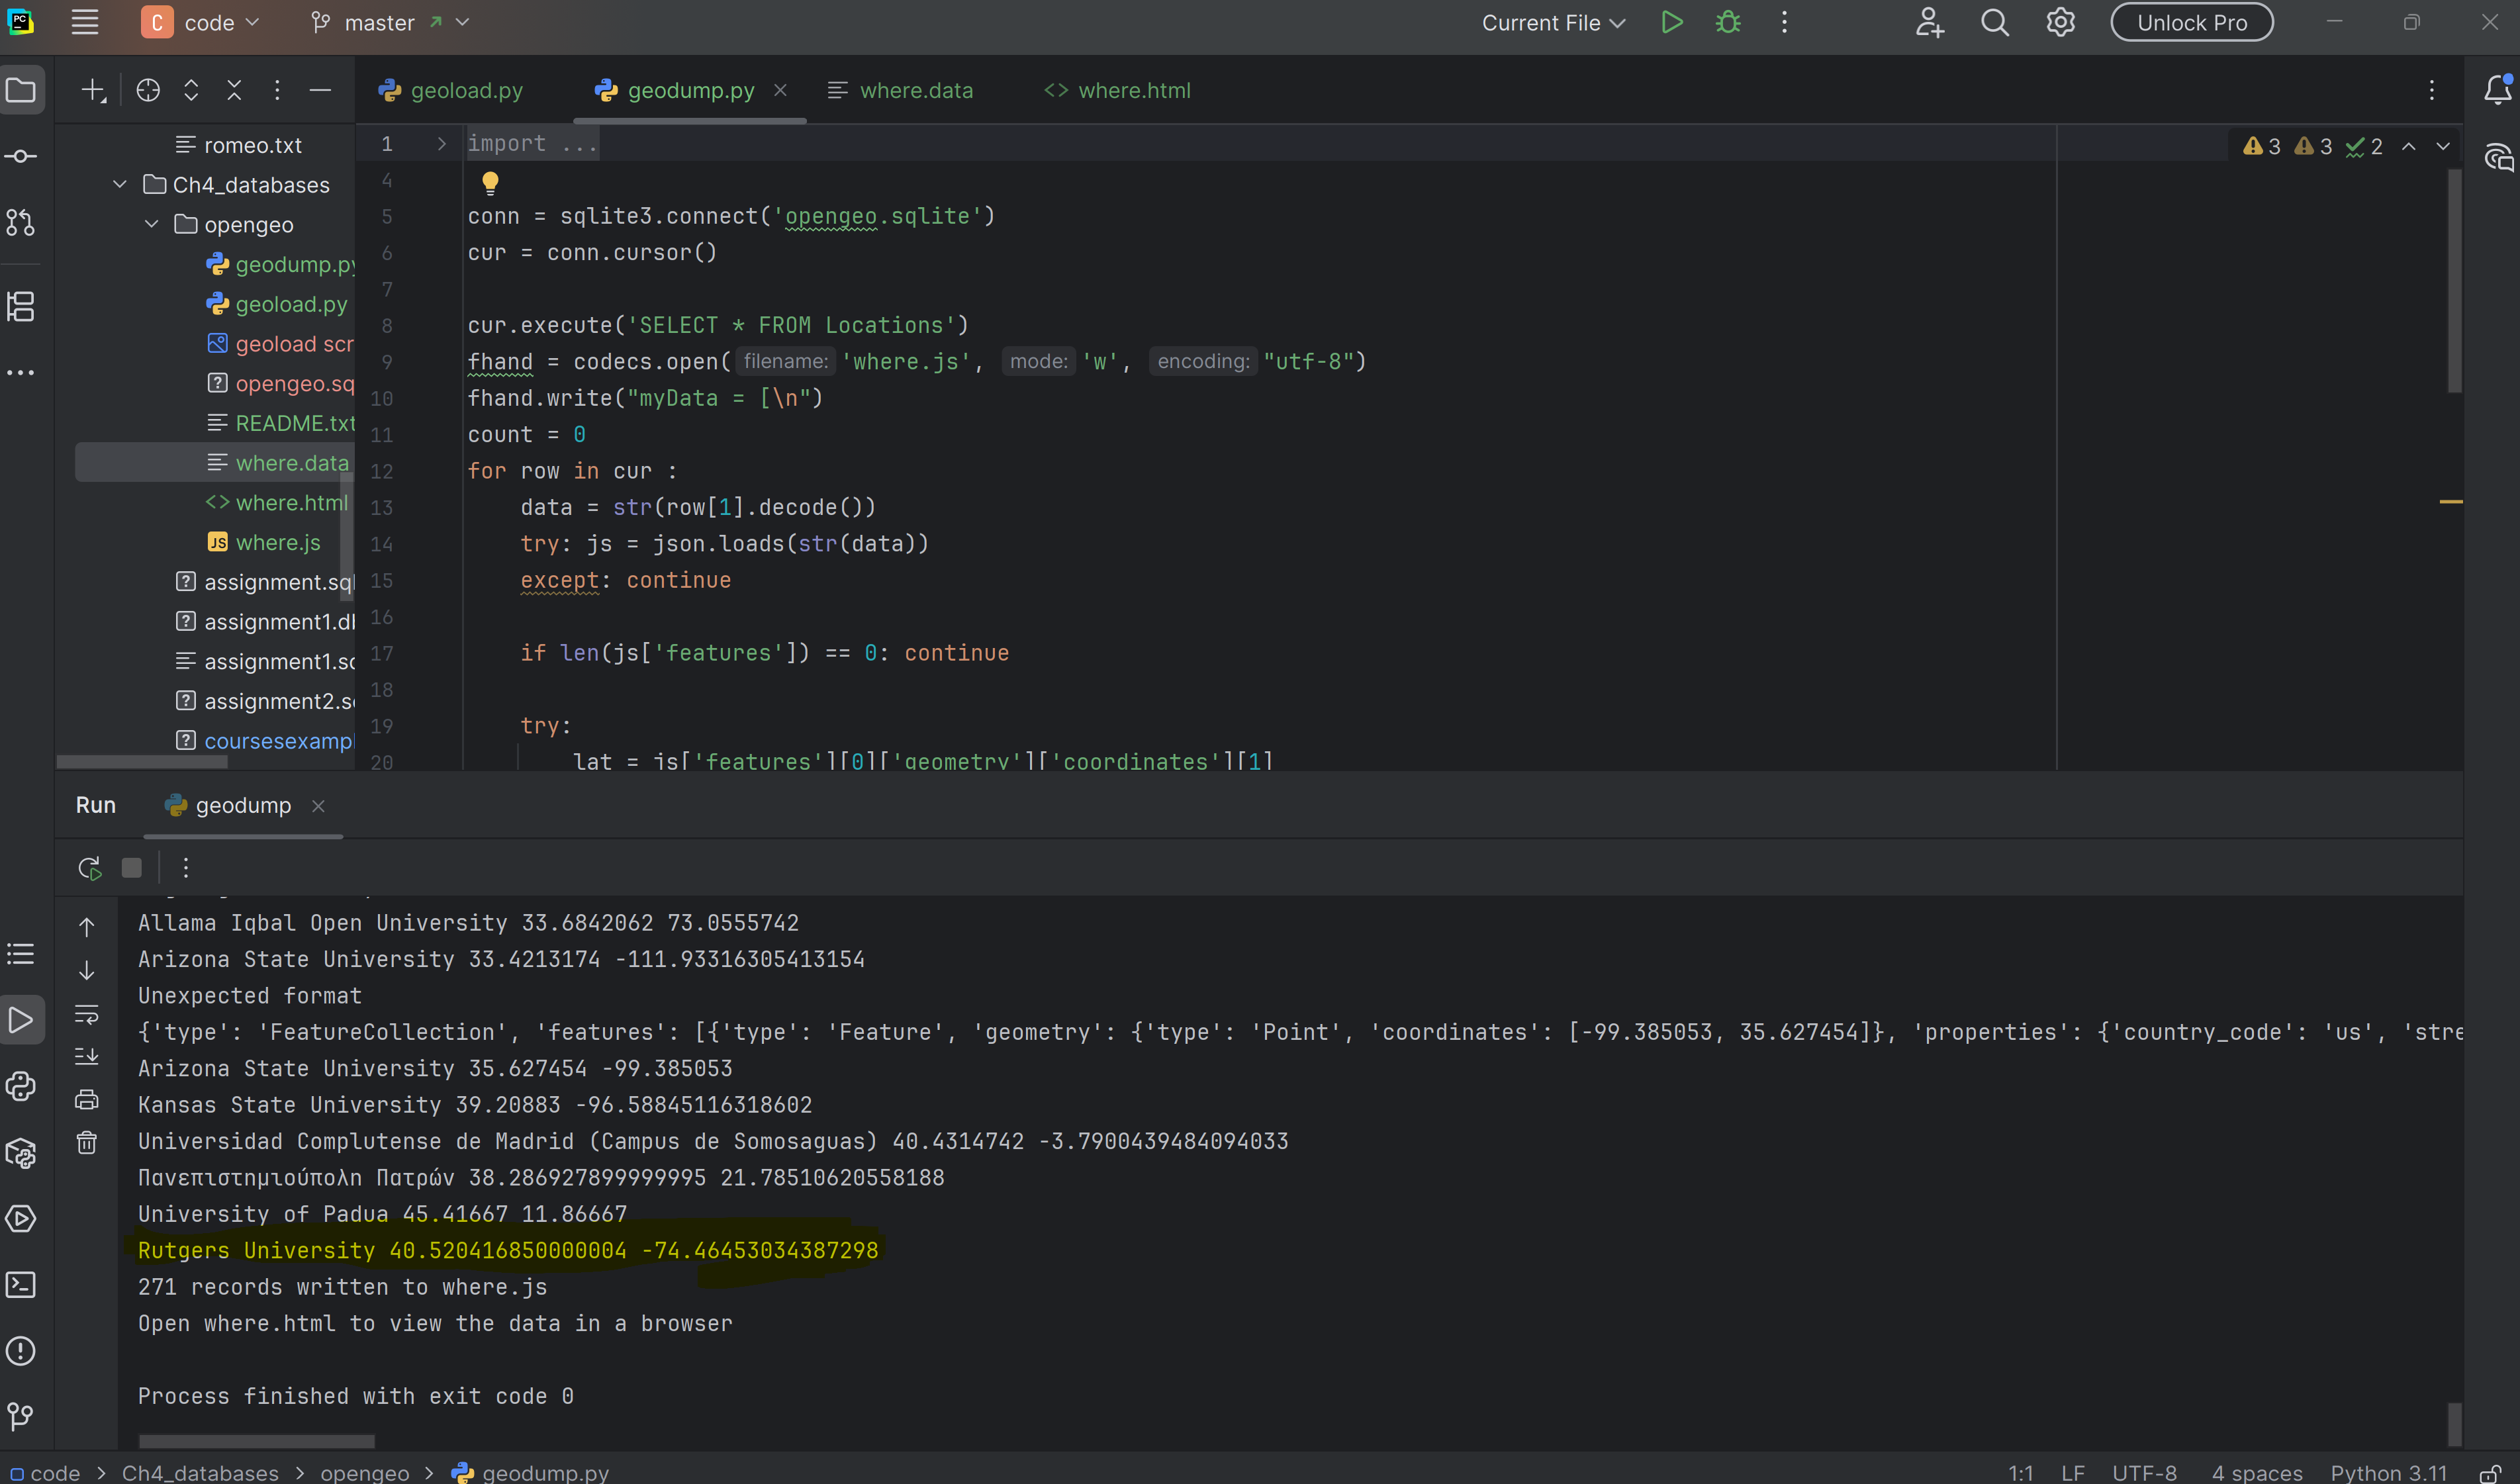 PC
C code
master
Current File
Unlock Pro
geoload.py
geodump.py
where.data
<> where.html
romeo.txt
Ch4_databases
opengeo
geodump.py
geoload.py
geoload scr
opengeo.sq
README.txt
where.data
<> where.html
JS where.js
assignment.sql
assignment1.db
assignment1.sq
assignment2.sq
coursesexampl
3 3 2
1 import ...
4
5 conn = sqlite3.connect('opengeo.sqlite')
6 cur = conn.cursor()
7
8 cur.execute('SELECT * FROM Locations')
9 fhand = codecs.open( filename: 'where.js', mode: 'w', encoding: "utf-8")
10 fhand.write("myData = [\n")
11 count = 0
12 for row in cur :
13 data = str(row[1].decode())
14 try: js = json.loads(str(data))
15 except: continue
16
17 if len(js['features']) == 0: continue
18
19 try:
20 lat = js['features'][0]['geometry']['coordinates'][1]
Run
geodump
Allama Iqbal Open University 33.6842062 73.0555742
Arizona State University 33.4213174 -111.93316305413154
Unexpected format
{'type': 'FeatureCollection', 'features': [{'type': 'Feature', 'geometry': {'type': 'Point', 'coordinates': [-99.385053, 35.627454]}, 'properties': {'country_code': 'us', 'stre
Arizona State University 35.627454 -99.385053
Kansas State University 39.20883 -96.58845116318602
Universidad Complutense de Madrid (Campus de Somosaguas) 40.4314742 -3.7900439484094033
Πανεπιστημιούπολη Πατρών 38.286927899999995 21.78510620558188
University of Padua 45.41667 11.86667
Rutgers University 40.520416850000004 -74.46453034387298
271 records written to where.js
Open where.html to view the data in a browser
Process finished with exit code 0
code > Ch4_databases > opengeo > geodump.py
1:1 LF UTF-8 4 spaces Python 3.11